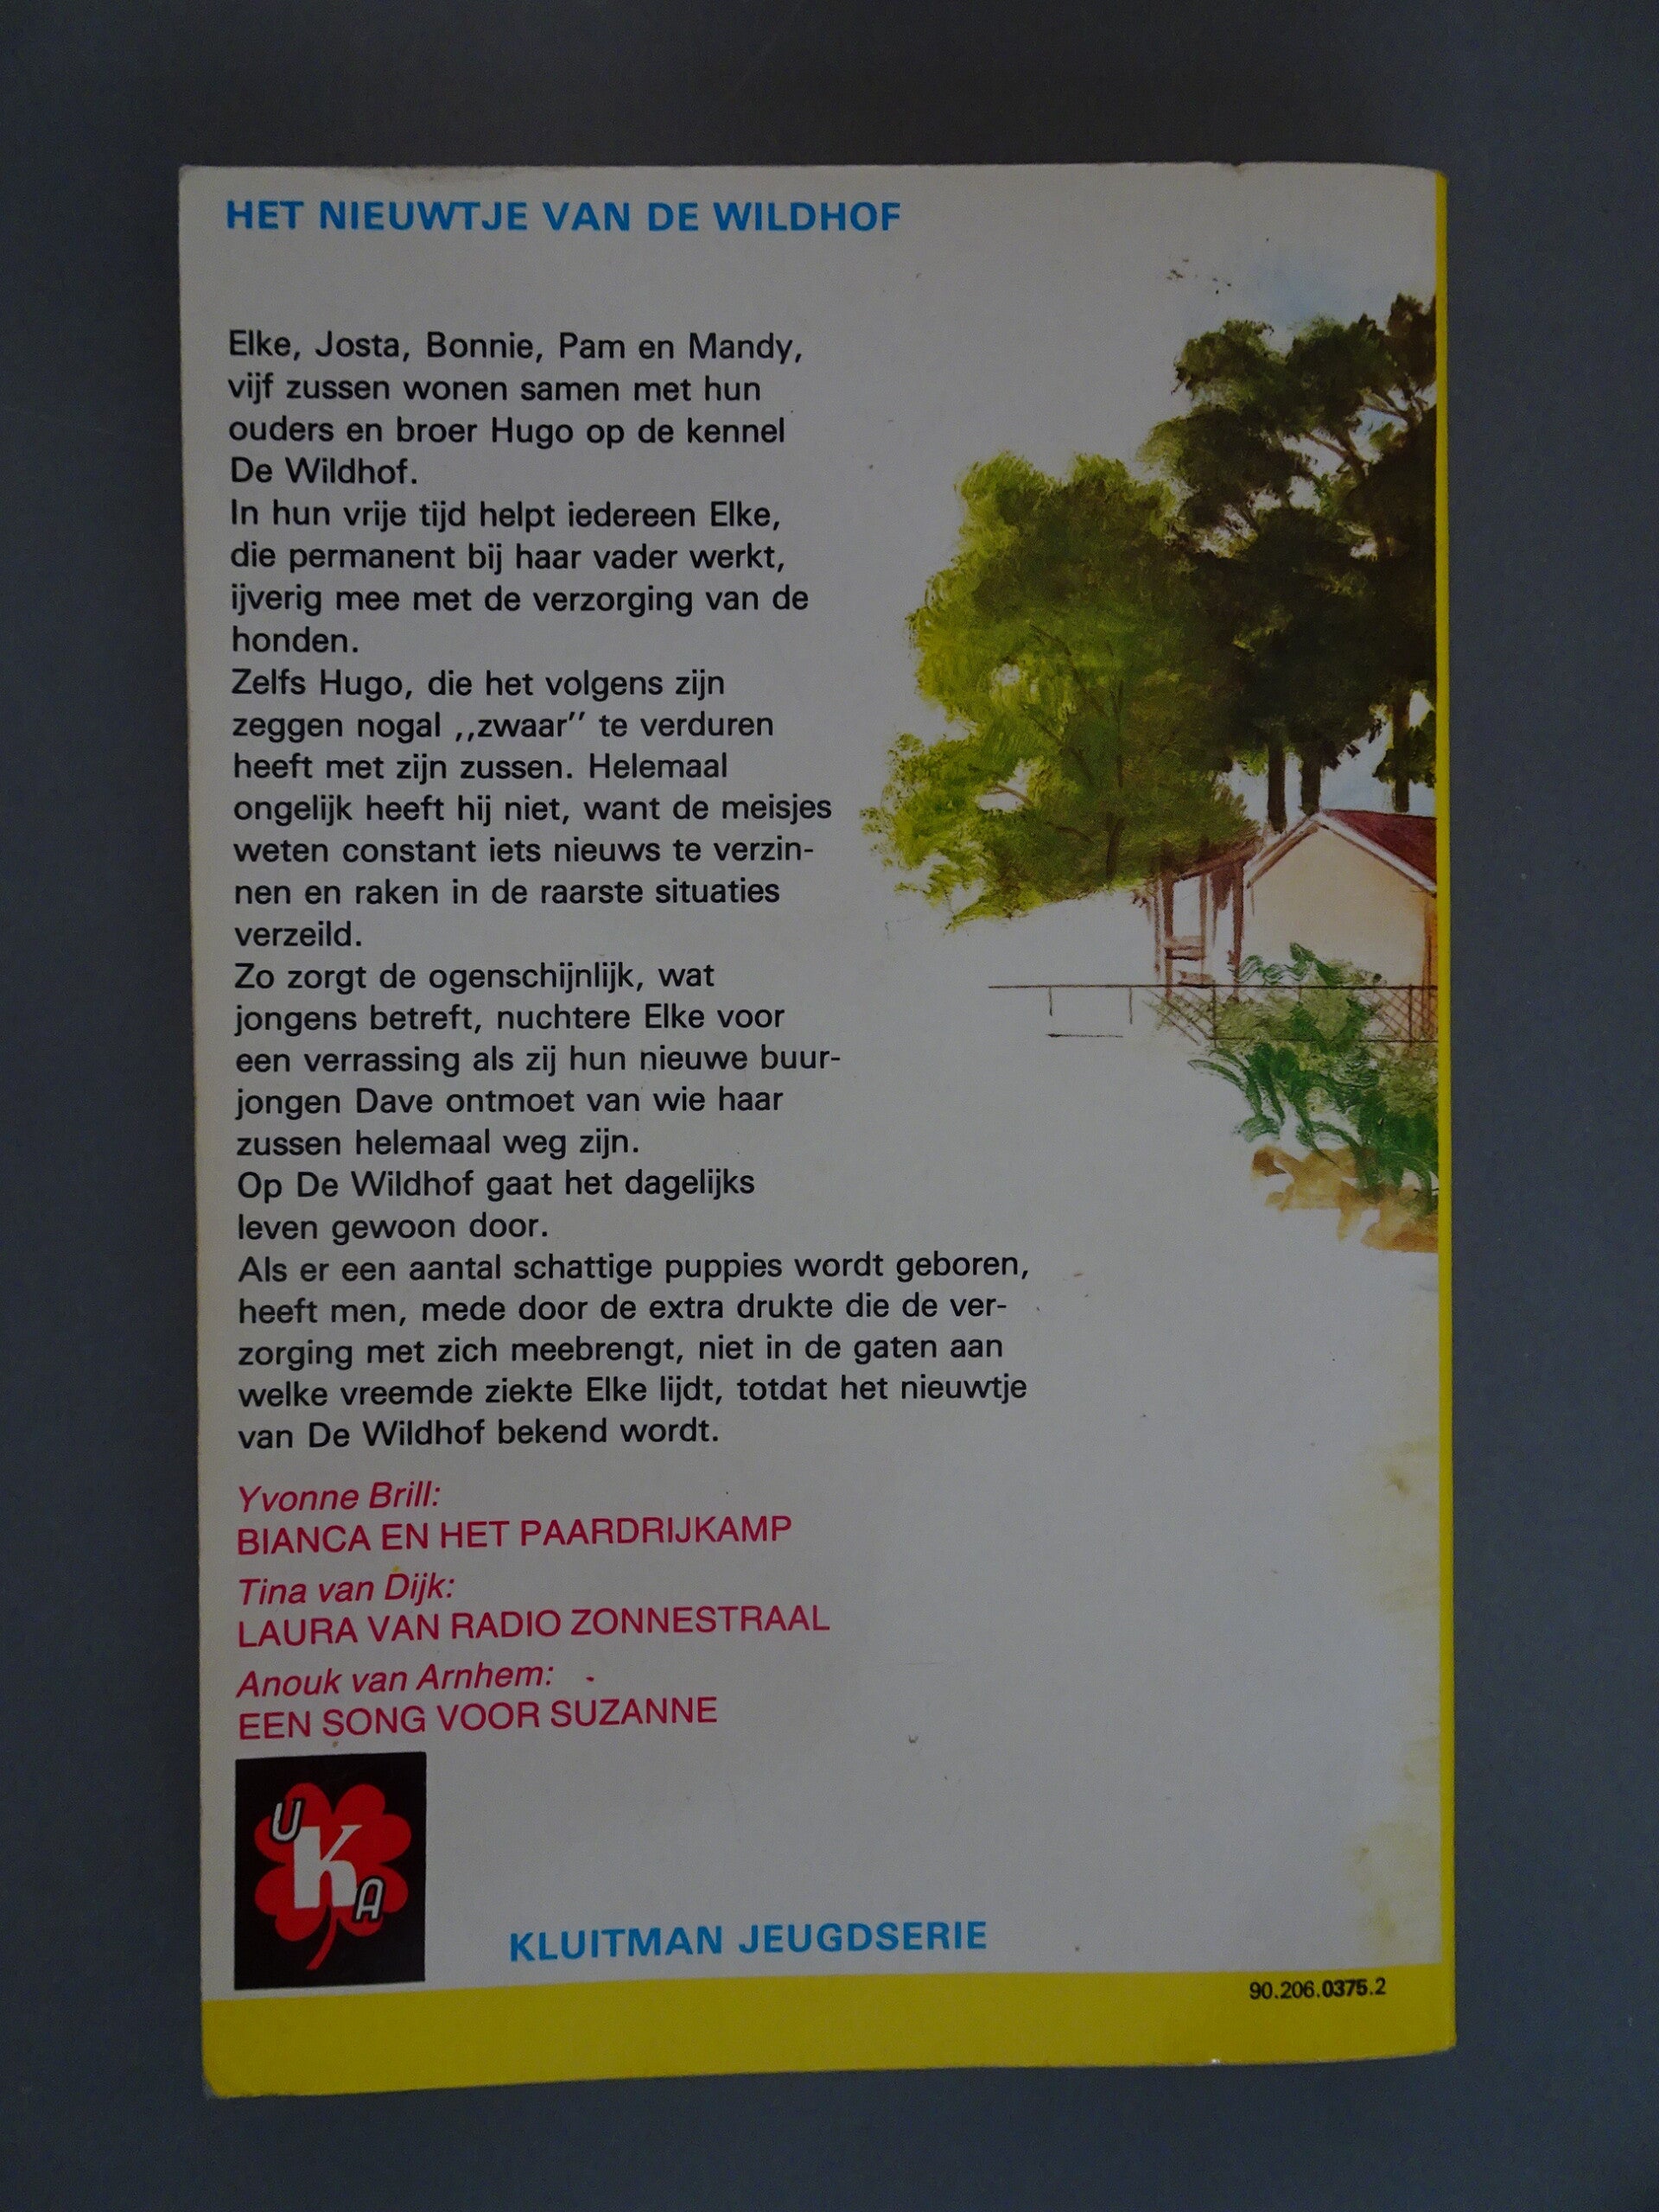 HET NIEUWTJE VAN DE WILDHOF
Elke, Josta, Bonnie, Pam en Mandy,
vijf zussen wonen samen met hun
ouders en broer Hugo op de kennel
De Wildhof.
In hun vrije tijd helpt iedereen Elke,
die permanent bij haar vader werkt,
ijverig mee met de verzorging van de
honden.
Zelfs Hugo, die het volgens zijn
zeggen nogal ,,zwaar'' te verduren
heeft met zijn zussen. Helemaal
ongelijk heeft hij niet, want de meisjes
weten constant iets nieuws te verzin-
nen en raken in de raarste situaties
verzeild.
Zo zorgt de ogenschijnlijk, wat
jongens betreft, nuchtere Elke voor
een verrassing als zij hun nieuwe buur-
jongen Dave ontmoet van wie haar
zussen helemaal weg zijn.
Op De Wildhof gaat het dagelijks
leven gewoon door.
Als er een aantal schattige puppies wordt geboren,
heeft men, mede door de extra drukte die de ver-
zorging met zich meebrengt, niet in de gaten aan
welke vreemde ziekte Elke lijdt, totdat het nieuwtje
van De Wildhof bekend wordt.
Yvonne Brill:
BIANCA EN HET PAARDRIJKAMP
Tina van Dijk:
LAURA VAN RADIO ZONNESTRAAL
Anouk van Arnhem:
EEN SONG VOOR SUZANNE
UKA
KLUITMAN JEUGDSERIE
90.206.0375.2